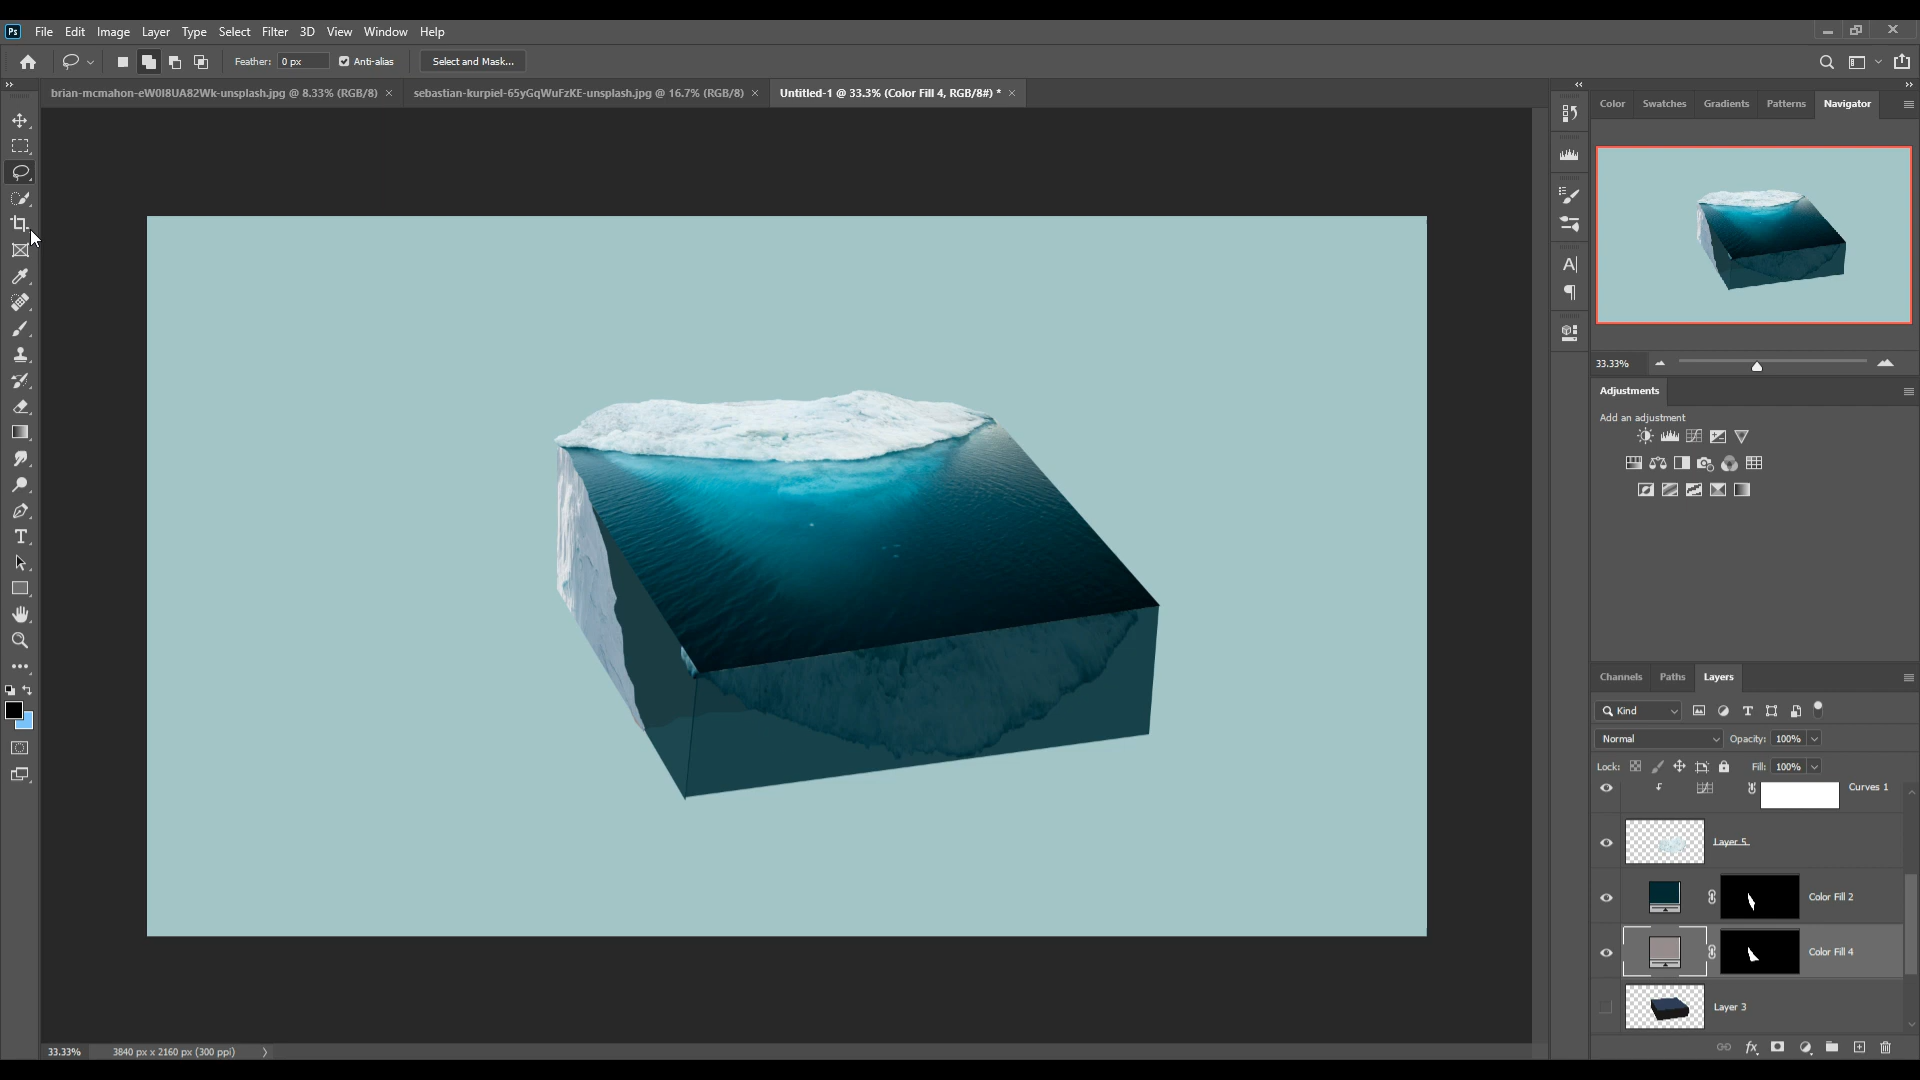 Ps File Edit Image Layer Type Select Filter 3D View Window Help
Feather: 0 px Anti-alias Select and Mask...
brian-mcmahon-eW0I8UA82Wk-unsplash.jpg @ 8.33% (RGB/8) × sebastian-kurpiel-65yGqWuFzKE-unsplash.jpg @ 16.7% (RGB/8) × Untitled-1 @ 33.3% (Color Fill 4, RGB/8#) * ×
Color Swatches Gradients Patterns Navigator
33.33%
Adjustments
Add an adjustment
Channels Paths Layers
Kind
Normal Opacity: 100%
Lock: Fill: 100%
Curves 1
Layer 5
Color Fill 2
Color Fill 4
Layer 3
33.33% 3840 px x 2160 px (300 ppi)